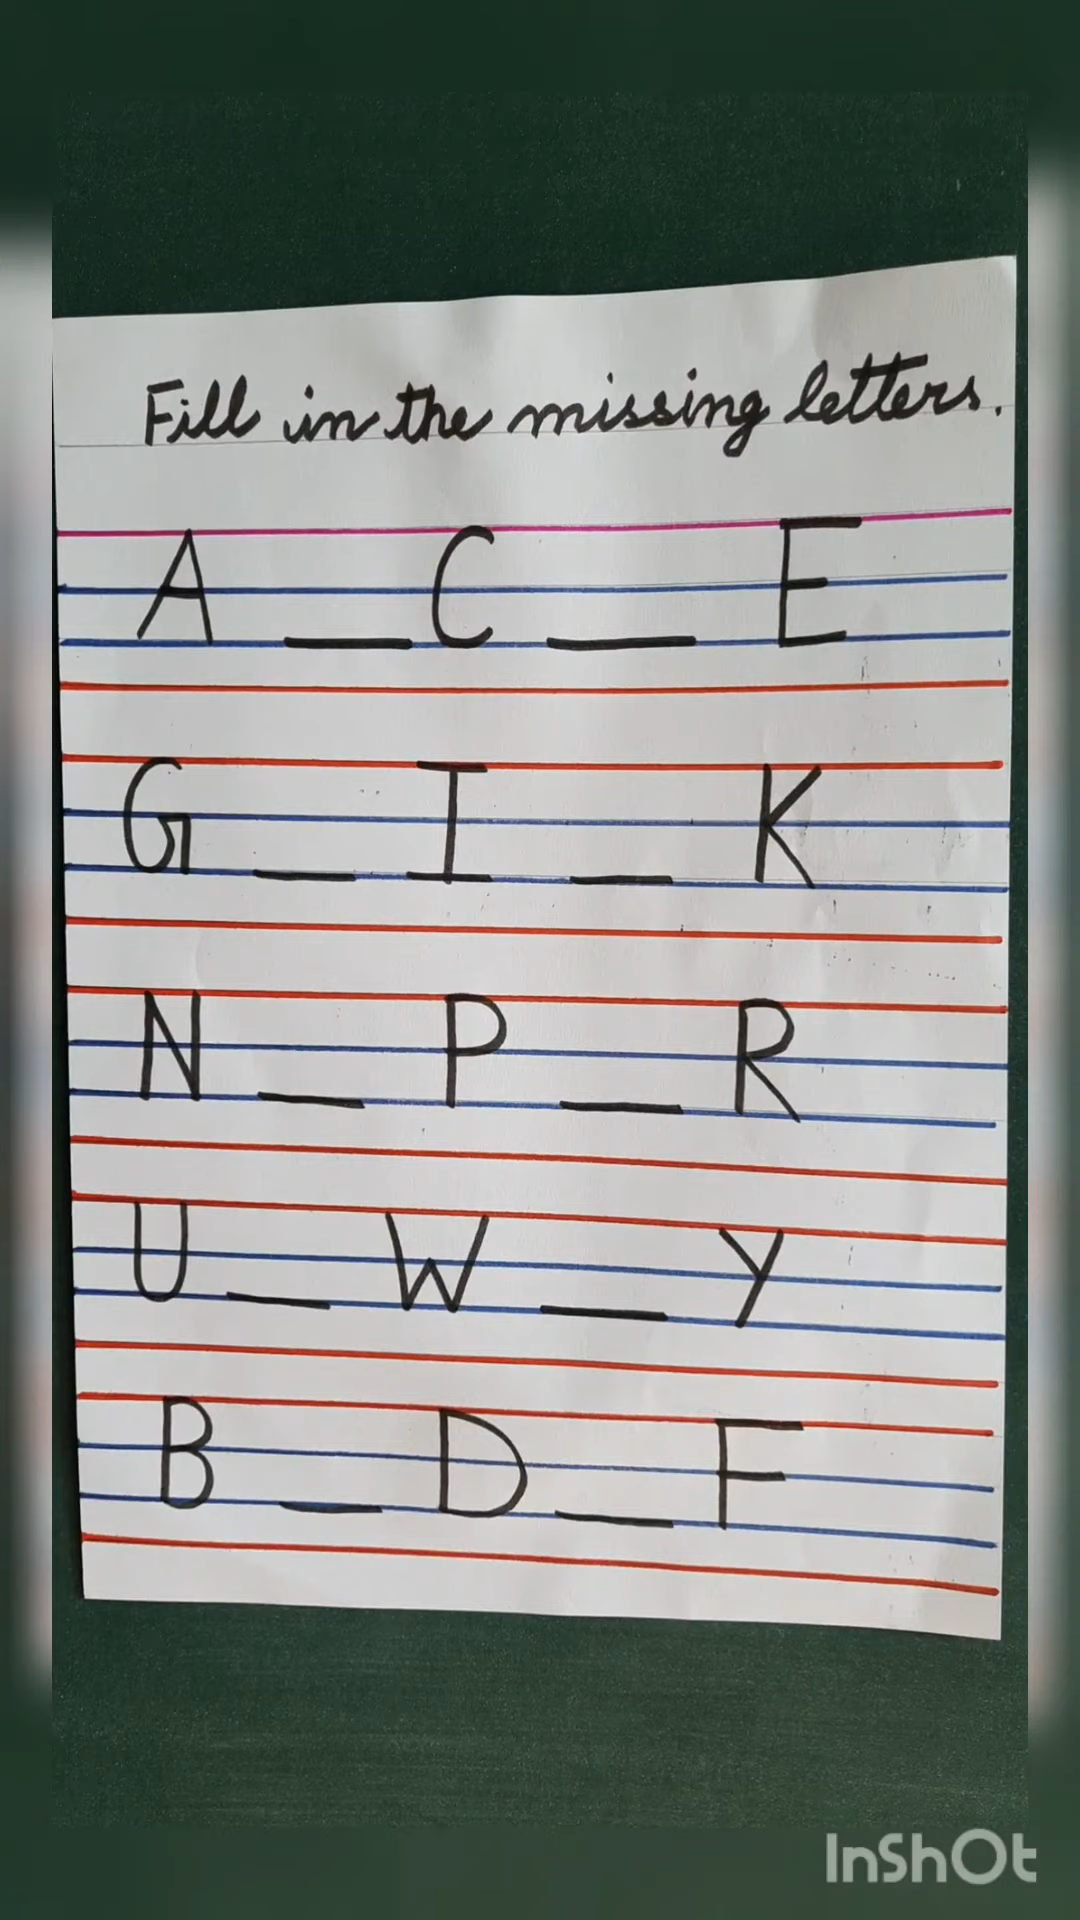 Fill in the missing letters.
A __ C __ E
G __ I __ K
N __ P __ R
U __ W __ Y
B __ D __ F
InShOt